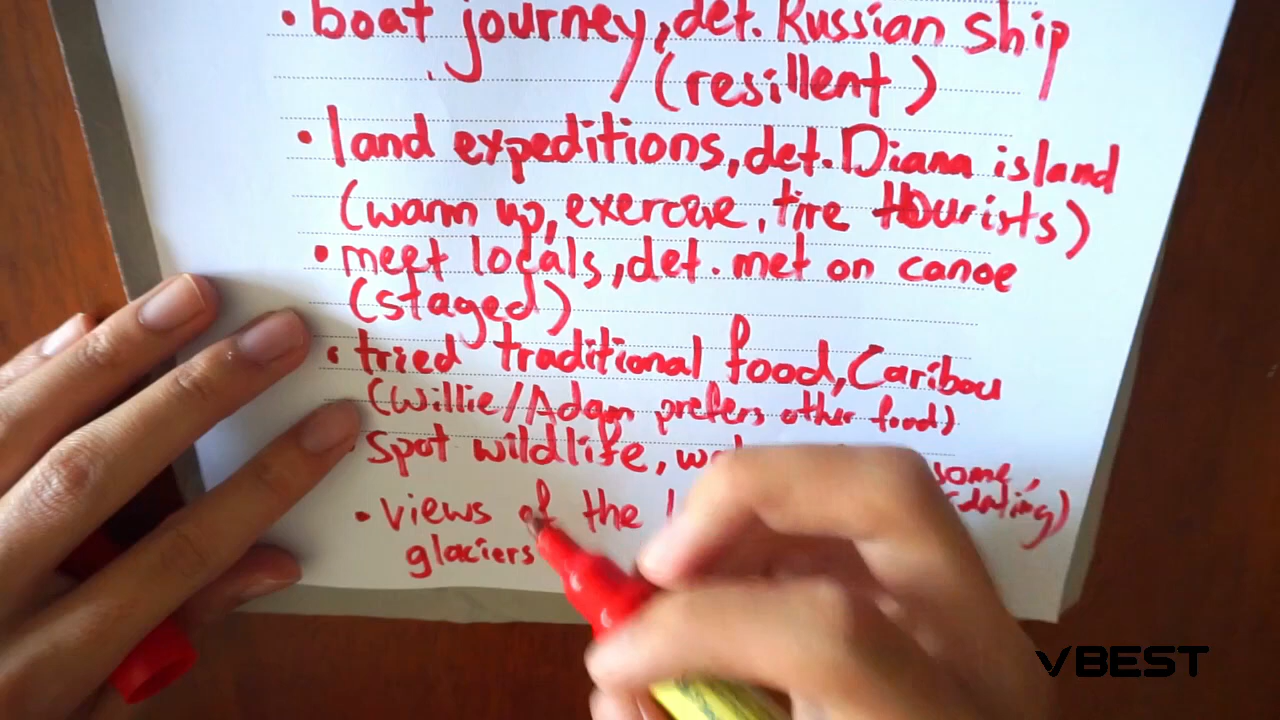 • boat journey, det. Russian ship
(resillent)
• land expeditions, det. Diana island
(warm up, exercise, tire tourists)
• meet locals, det. met on canoe
(staged)
• tried traditional food, Caribou
(Willie/Adam prefers other food)
• spot wildlife, some,
(dating)
• views of the
glaciers
VBEST